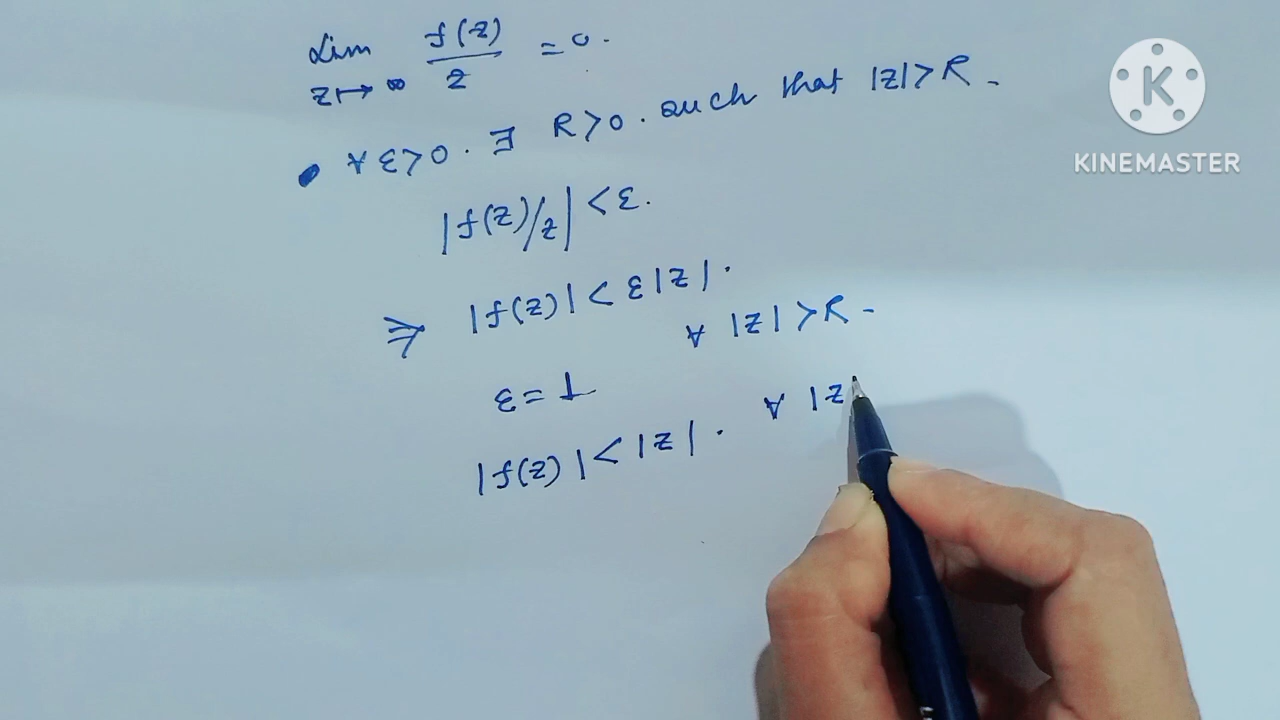 Lim f(z)/z = 0.
z↦∞
∀ ε>0. ∃ R>0. such that |z|>R -
|f(z)/z| < ε.
⇒ |f(z)| < ε|z|.
∀ |z|>R -
ε = 1
|f(z)| < |z|. ∀ |z
K
KINEMASTER